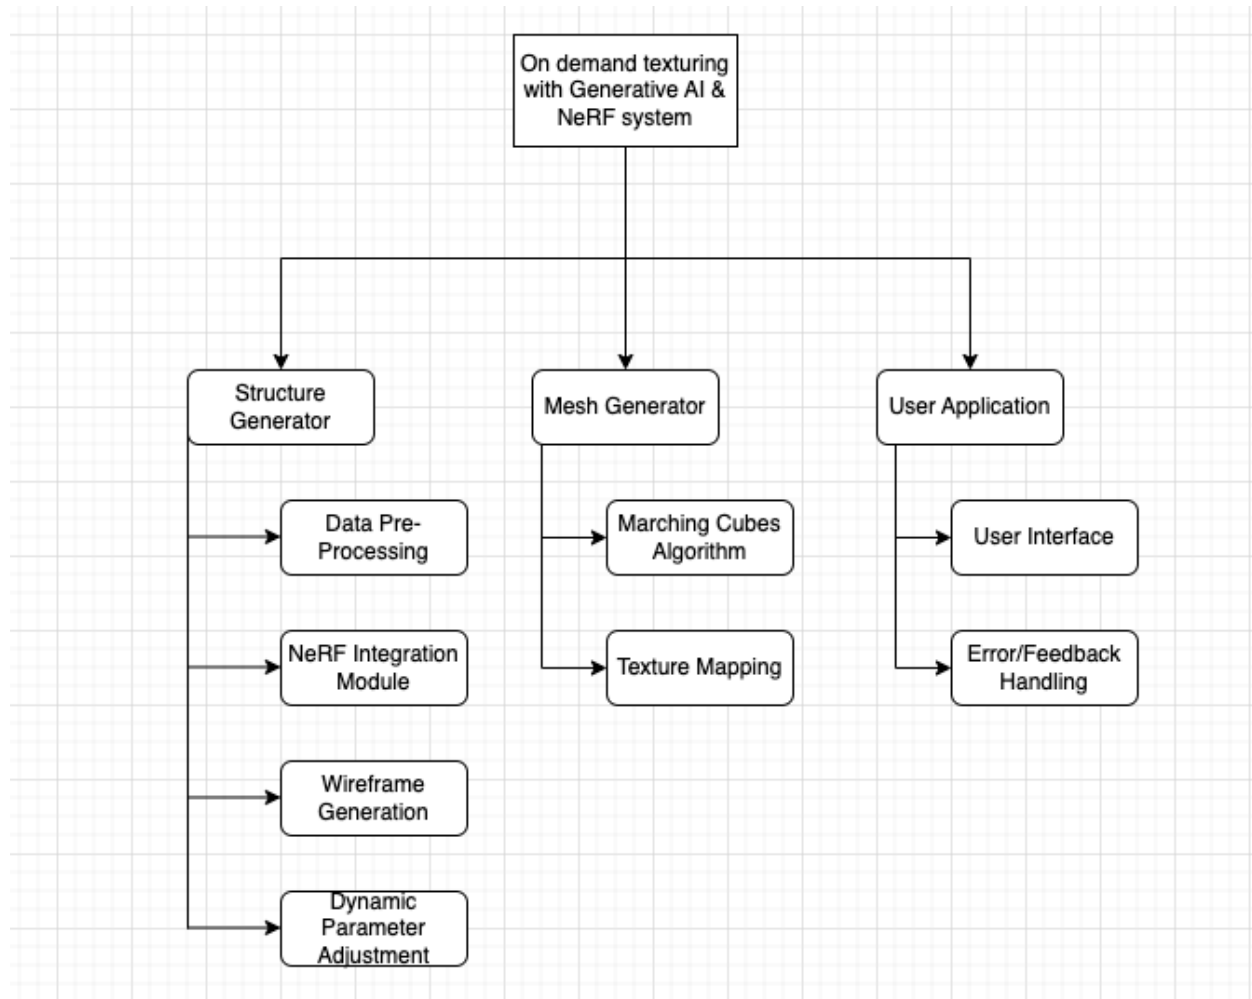 On demand texturing
with Generative AI &
NeRF system
Structure
Generator
Mesh Generator
User Application
Data Pre-
Processing
Marching Cubes
Algorithm
User Interface
NeRF Integration
Module
Texture Mapping
Error/Feedback
Handling
Wireframe
Generation
Dynamic
Parameter
Adjustment